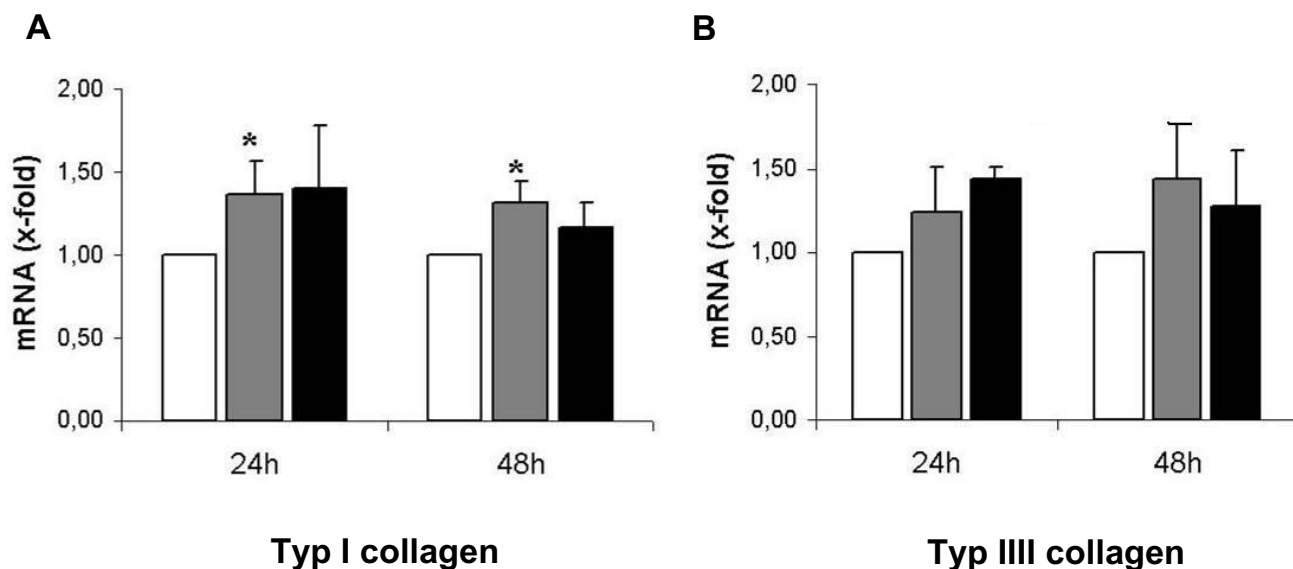 A
mRNA (x-fold)
2,00
1,50
1,00
0,50
0,00
*
*
24h
48h
Typ I collagen
B
mRNA (x-fold)
2,00
1,50
1,00
0,50
0,00
24h
48h
Typ IIII collagen